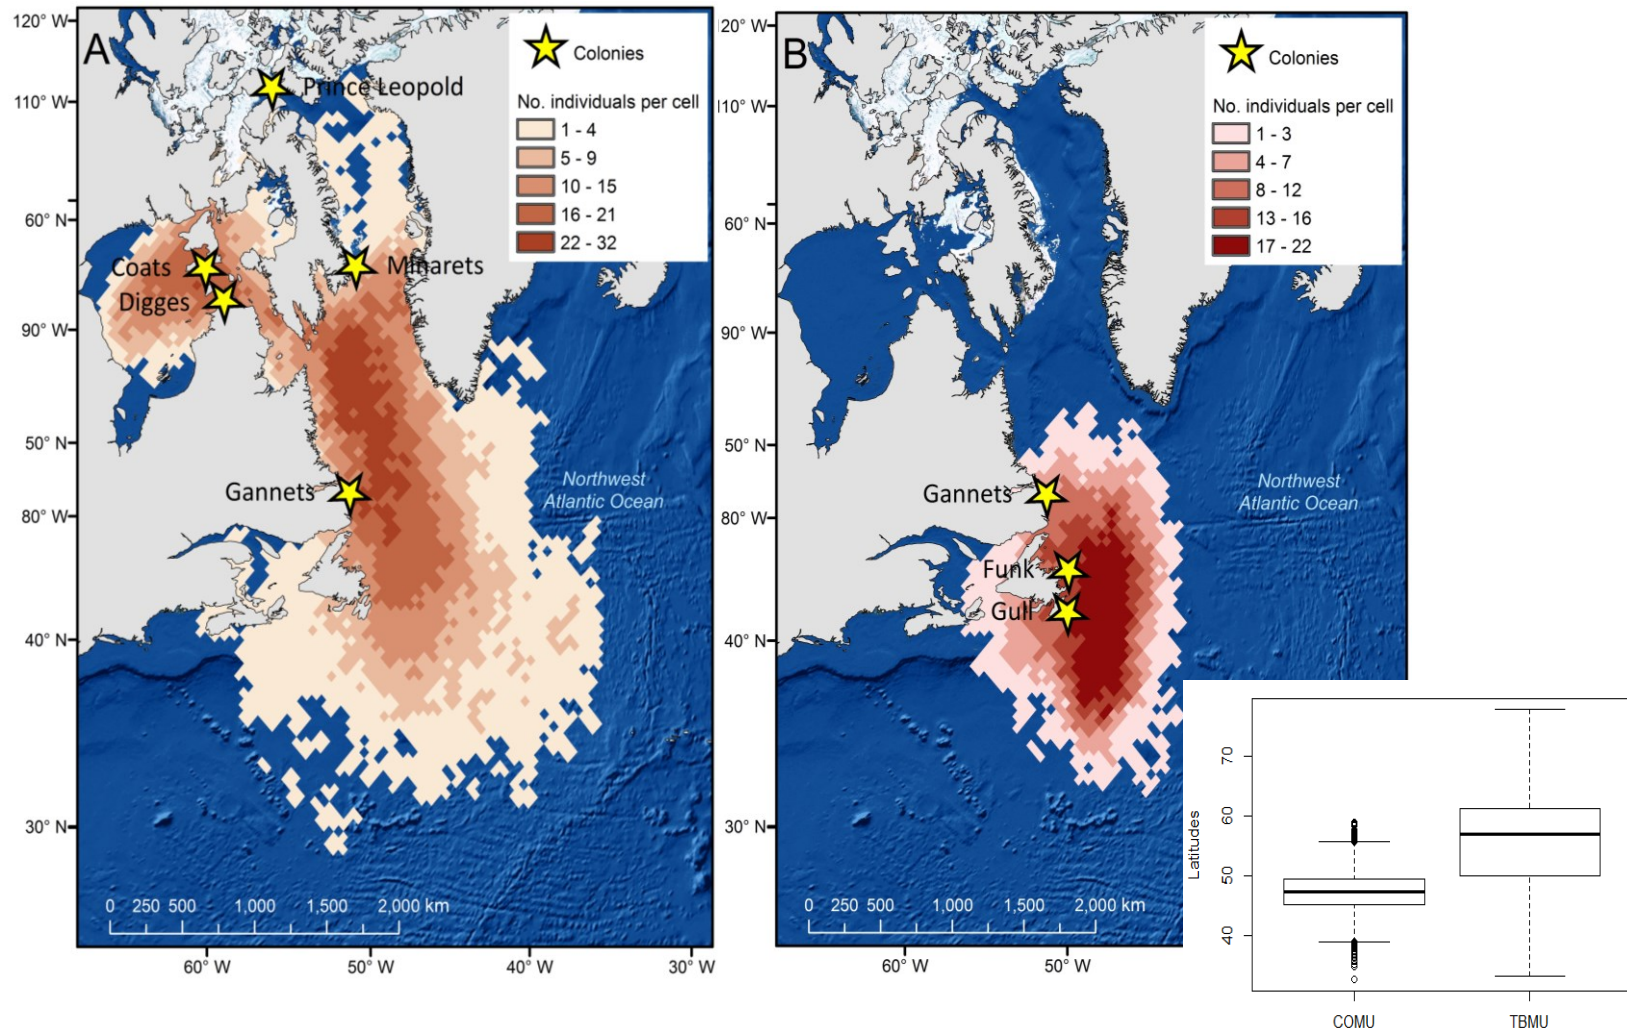 A
120° W
110° W
60° N
90° W
50° N
80° W
40° N
30° N
Colonies
No. individuals per cell
1 - 4
5 - 9
10 - 15
16 - 21
22 - 32
Prince Leopold
Coats
Minarets
Digges
Gannets
Northwest
Atlantic Ocean
0 250 500 1,000 1,500 2,000 km
60° W 50° W 40° W 30° W
B
20° W
110° W
60° N
90° W
50° N
80° W
40° N
30° N
Colonies
No. individuals per cell
1 - 3
4 - 7
8 - 12
13 - 16
17 - 22
Gannets
Funk
Gull
Northwest
Atlantic Ocean
0 250 500 1,000 1,500 2,000 km
60° W 50° W
Latitudes
70
60
50
40
COMU TBMU